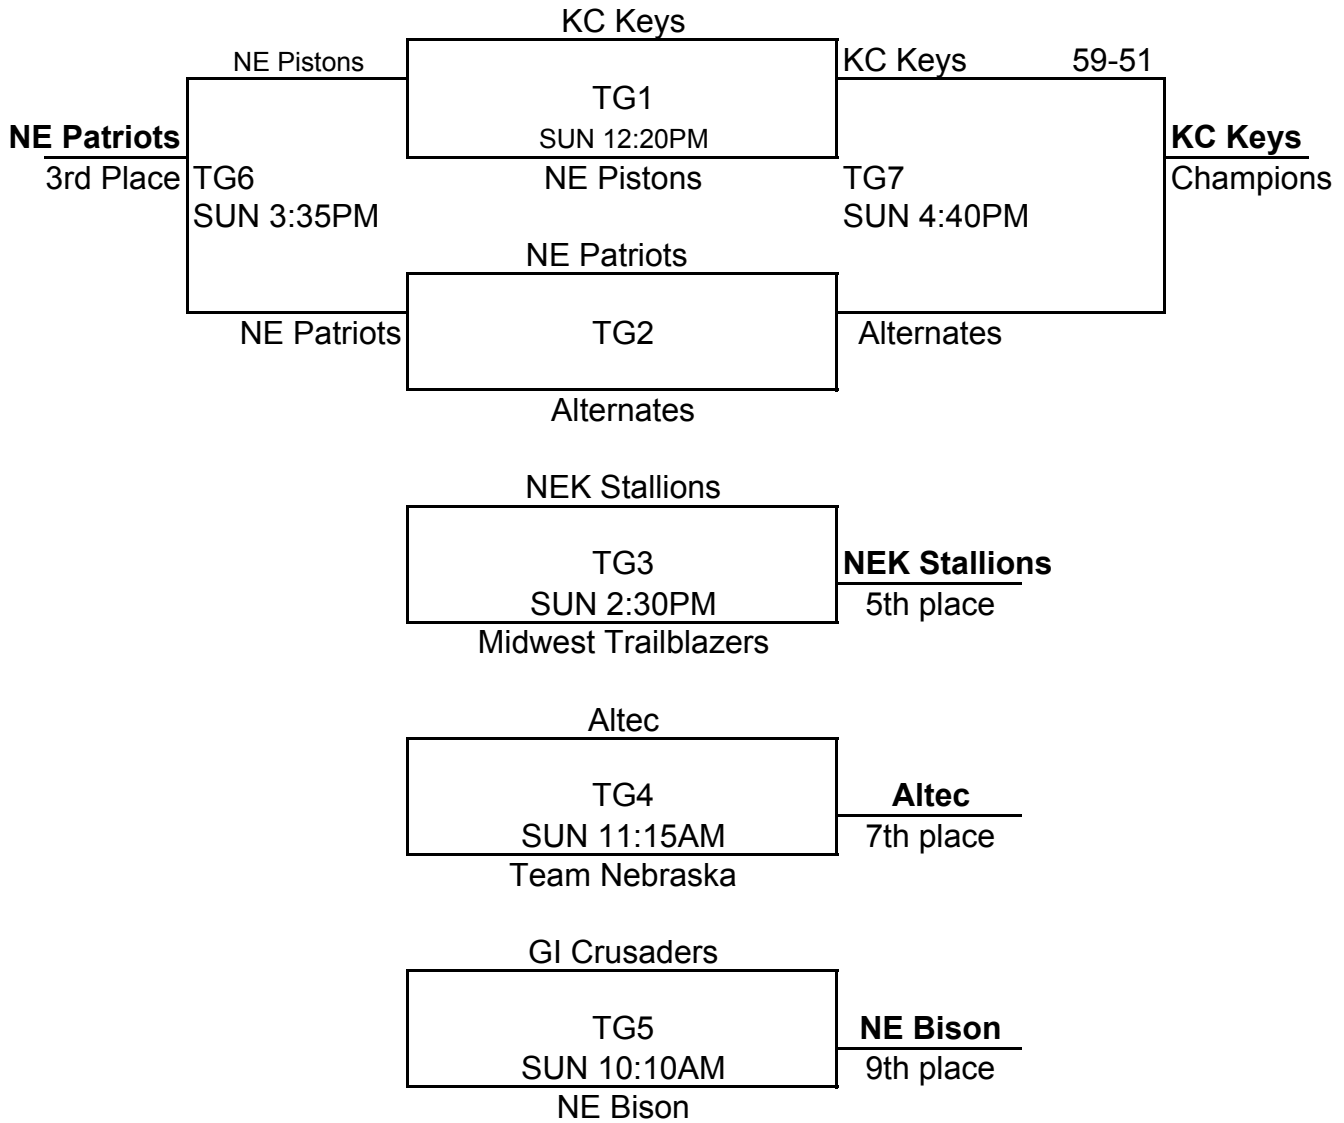 KC Keys
NE Pistons
KC Keys 59-51
TG1
NE Patriots
SUN 12:20PM
KC Keys
3rd Place
TG6
NE Pistons
TG7
Champions
SUN 3:35PM
SUN 4:40PM
NE Patriots
NE Patriots
TG2
Alternates
Alternates
NEK Stallions
TG3
NEK Stallions
SUN 2:30PM
5th place
Midwest Trailblazers
Altec
TG4
Altec
SUN 11:15AM
7th place
Team Nebraska
GI Crusaders
TG5
NE Bison
SUN 10:10AM
9th place
NE Bison